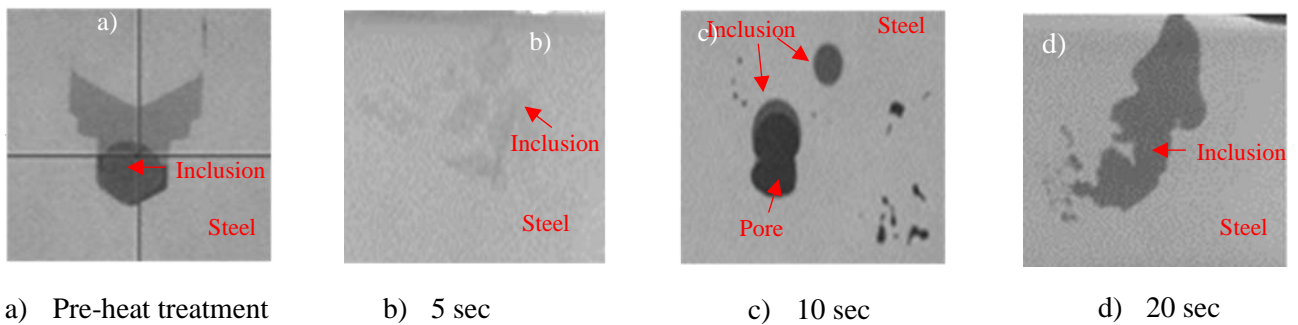 a)
Inclusion
Steel
b)
Inclusion
Steel
c)
Inclusion
Steel
Pore
d)
Inclusion
Steel
a) Pre-heat treatment
b) 5 sec
c) 10 sec
d) 20 sec